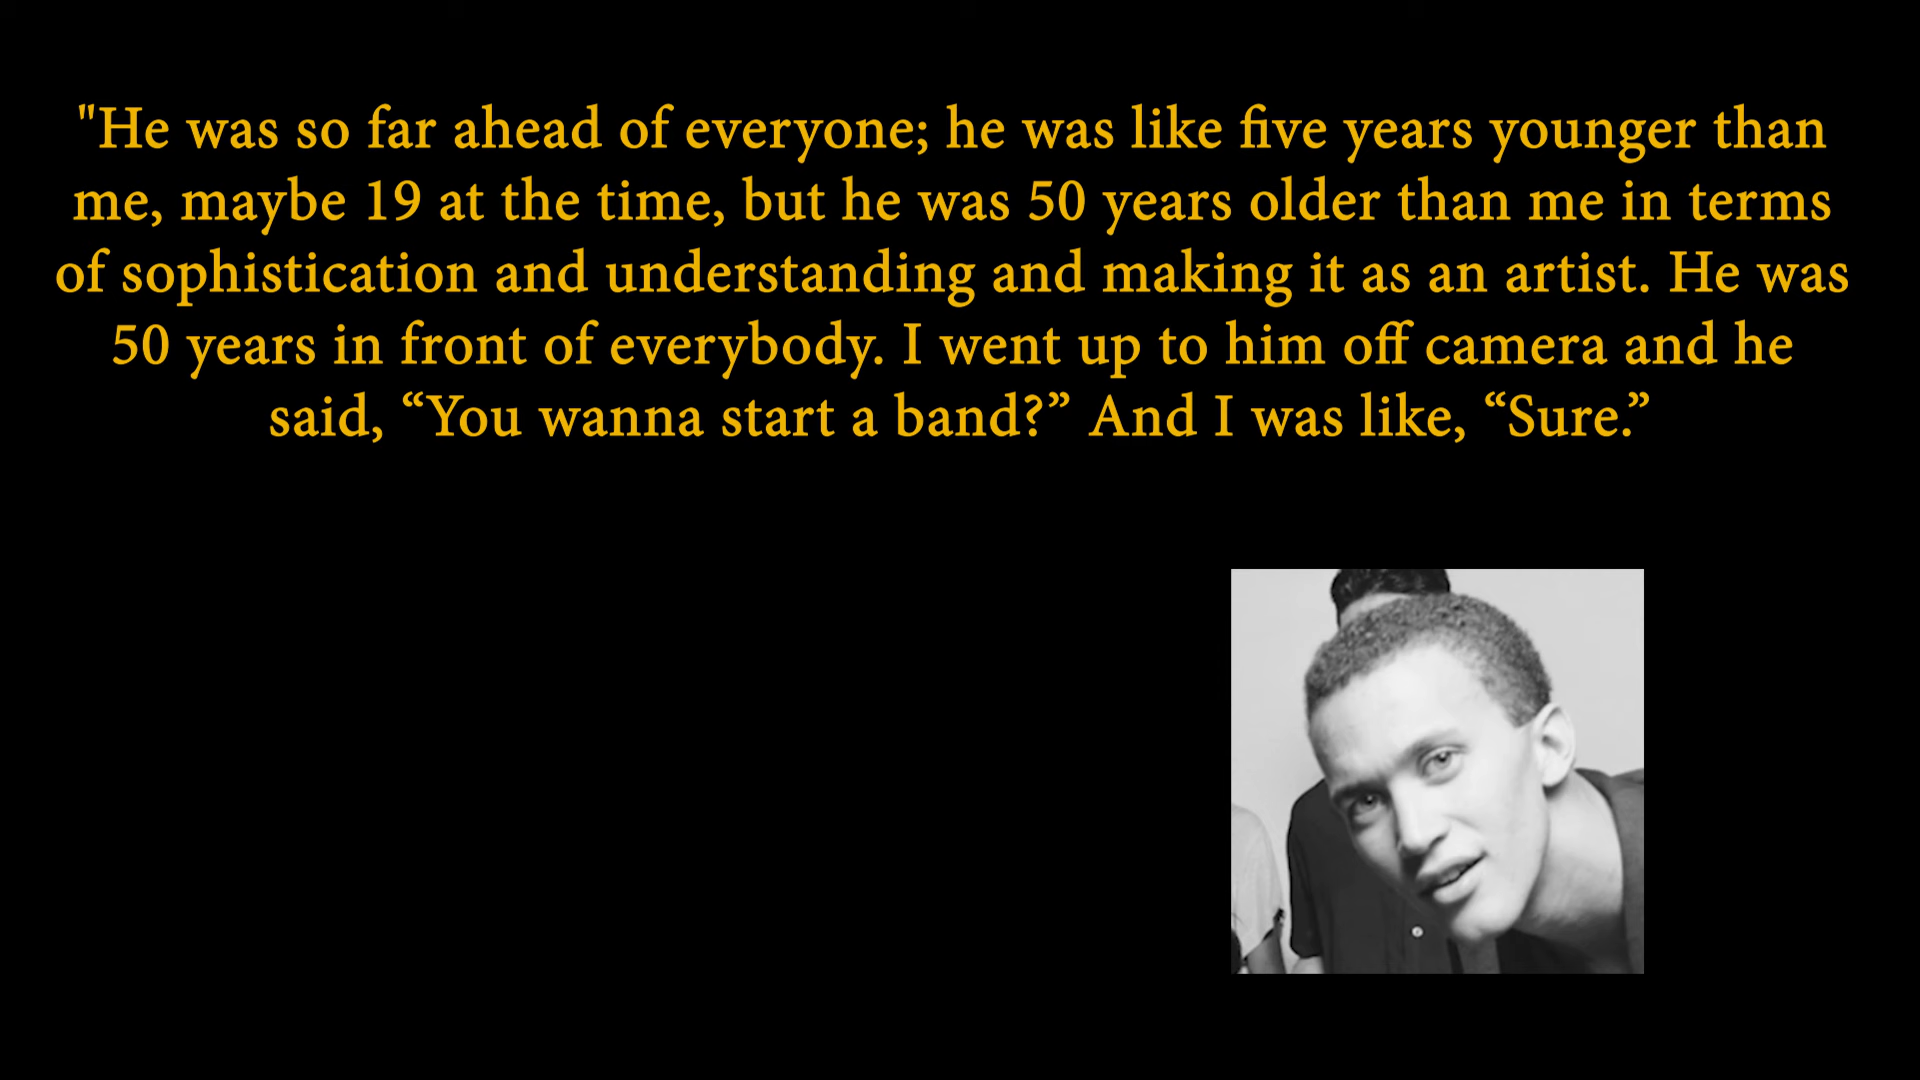 "He was so far ahead of everyone; he was like five years younger than
me, maybe 19 at the time, but he was 50 years older than me in terms
of sophistication and understanding and making it as an artist. He was
50 years in front of everybody. I went up to him off camera and he
said, “You wanna start a band?” And I was like, “Sure.”